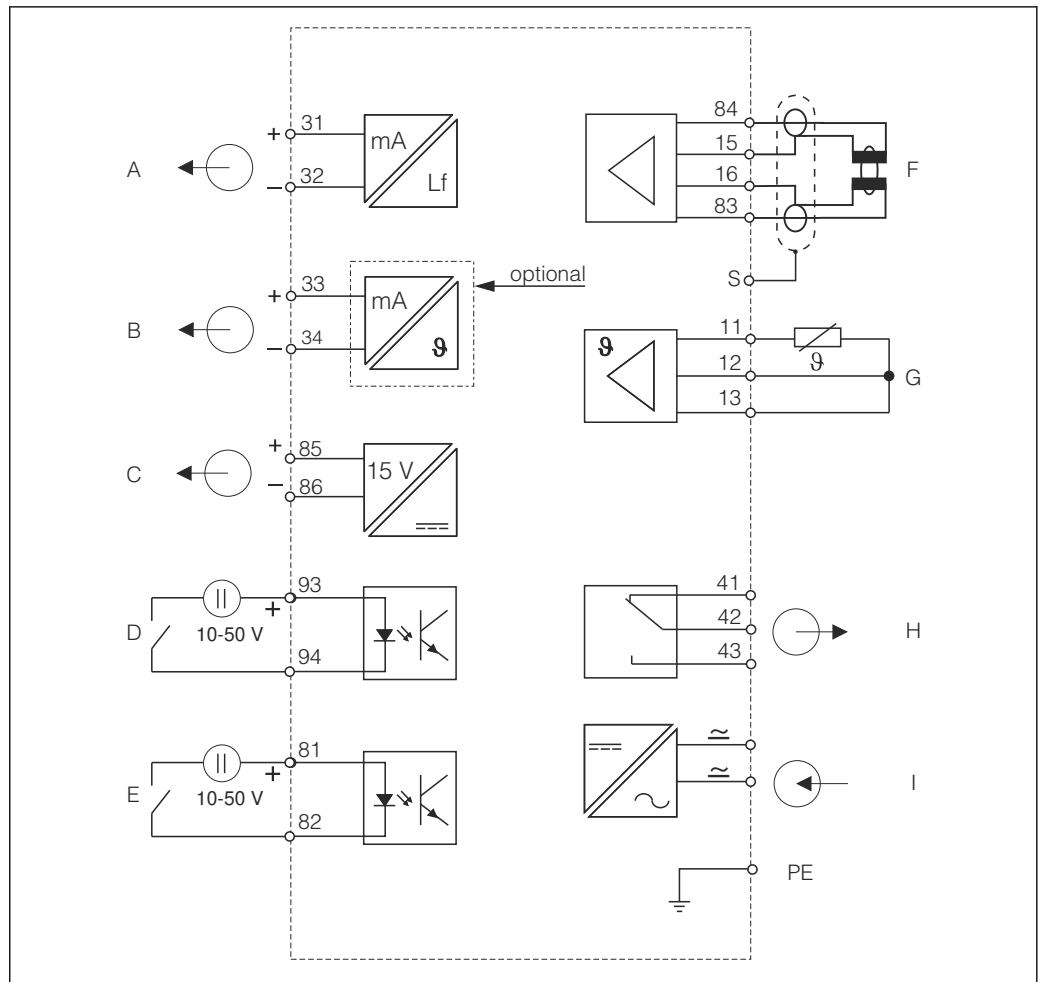 A
+ 31
− 32
mA
Lf
B
+ 33
− 34
mA
ϑ
optional
C
+ 85
− 86
15 V
D
93
+
10-50 V
94
E
81
+
10-50 V
82
84
15
16
83
F
S
ϑ
11
12
13
ϑ
G
41
42
43
H
≃
≃
I
PE